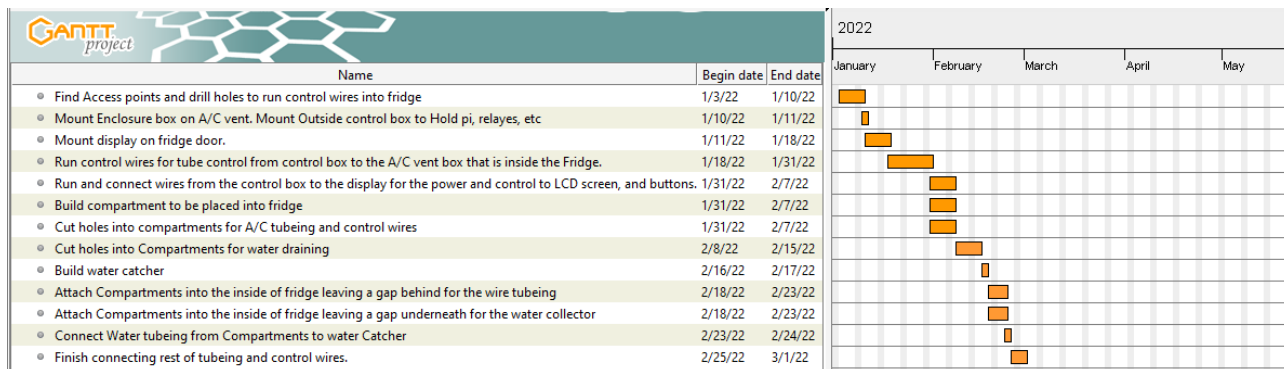 GANTT
project
2022
January February March April May
Name Begin date End date
Find Access points and drill holes to run control wires into fridge 1/3/22 1/10/22
Mount Enclosure box on A/C vent. Mount Outside control box to Hold pi, relayes, etc 1/10/22 1/11/22
Mount display on fridge door. 1/11/22 1/18/22
Run control wires for tube control from control box to the A/C vent box that is inside the Fridge. 1/18/22 1/31/22
Run and connect wires from the control box to the display for the power and control to LCD screen, and buttons. 1/31/22 2/7/22
Build compartment to be placed into fridge 1/31/22 2/7/22
Cut holes into compartments for A/C tubing and control wires 1/31/22 2/7/22
Cut holes into Compartments for water draining 2/8/22 2/15/22
Build water catcher 2/16/22 2/17/22
Attach Compartments into the inside of fridge leaving a gap behind for the wire tubeing 2/18/22 2/23/22
Attach Compartments into the inside of fridge leaving a gap underneath for the water collector 2/18/22 2/23/22
Connect Water tubeing from Compartments to water Catcher 2/23/22 2/24/22
Finish connecting rest of tubeing and control wires. 2/25/22 3/1/22